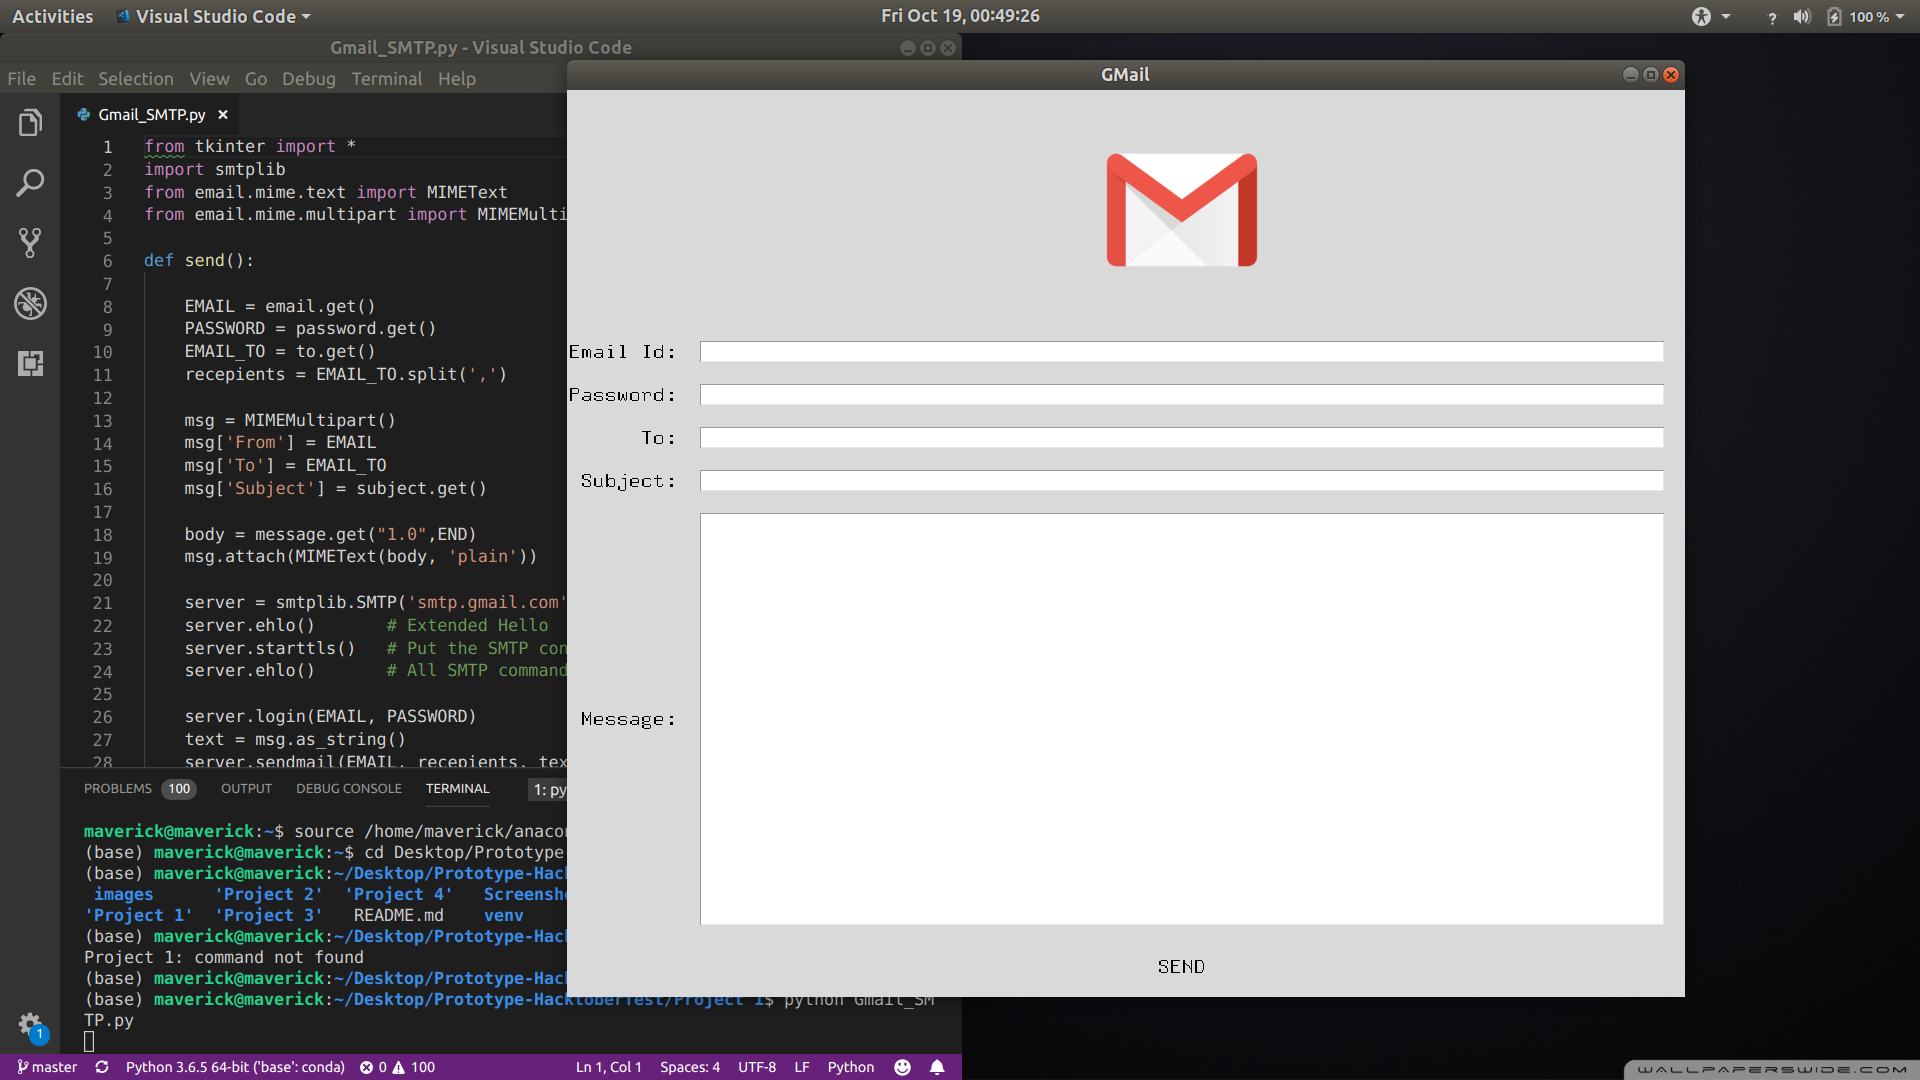 Activities Visual Studio Code Fri Oct 19, 00:49:26 ? 100 %
Gmail_SMTP.py - Visual Studio Code
File Edit Selection View Go Debug Terminal Help
Gmail_SMTP.py ×
1 from tkinter import *
2 import smtplib
3 from email.mime.text import MIMEText
4 from email.mime.multipart import MIMEMulti
5
6 def send():
7
8 EMAIL = email.get()
9 PASSWORD = password.get()
10 EMAIL_TO = to.get()
11 recepients = EMAIL_TO.split(',')
12
13 msg = MIMEMultipart()
14 msg['From'] = EMAIL
15 msg['To'] = EMAIL_TO
16 msg['Subject'] = subject.get()
17
18 body = message.get("1.0",END)
19 msg.attach(MIMEText(body, 'plain'))
20
21 server = smtplib.SMTP('smtp.gmail.com'
22 server.ehlo() # Extended Hello
23 server.starttls() # Put the SMTP con
24 server.ehlo() # All SMTP command
25
26 server.login(EMAIL, PASSWORD)
27 text = msg.as_string()
28 server.sendmail(EMAIL, recepients, tex
PROBLEMS 100 OUTPUT DEBUG CONSOLE TERMINAL 1: py
maverick@maverick:~$ source /home/maverick/anacon
(base) maverick@maverick:~$ cd Desktop/Prototype
(base) maverick@maverick:~/Desktop/Prototype-Hack
images 'Project 2' 'Project 4' Screensho
'Project 1' 'Project 3' README.md venv
(base) maverick@maverick:~/Desktop/Prototype-Hack
Project 1: command not found
(base) maverick@maverick:~/Desktop/Prototype-Hack
(base) maverick@maverick:~/Desktop/Prototype-Hacktoberfest/Project 1$ python Gmail_SM
TP.py
1
master Python 3.6.5 64-bit ('base': conda) 0 100 Ln 1, Col 1 Spaces: 4 UTF-8 LF Python
GMail
Email Id:
Password:
To:
Subject:
Message:
SEND
WALLPAPERSWIDE.COM